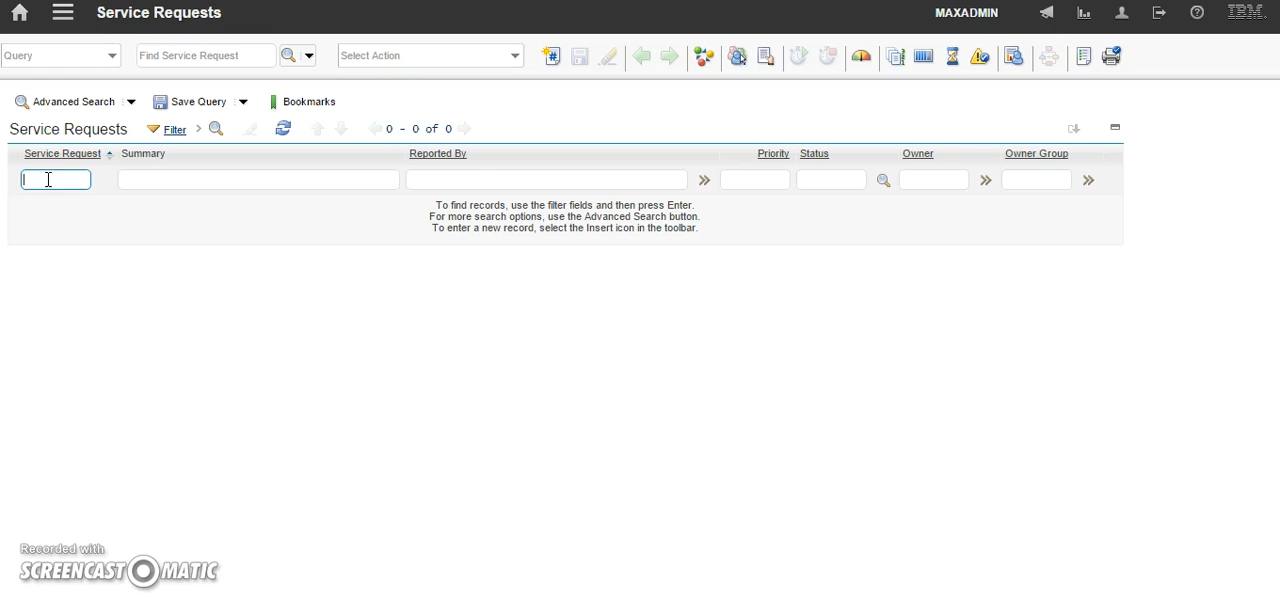 Service Requests MAXADMIN IBM.
Query Find Service Request Select Action
Advanced Search Save Query Bookmarks
Service Requests Filter 0 - 0 of 0
Service Request Summary Reported By Priority Status Owner Owner Group
To find records, use the filter fields and then press Enter.
For more search options, use the Advanced Search button.
To enter a new record, select the Insert icon in the toolbar.
Recorded with
SCREENCAST-O-MATIC